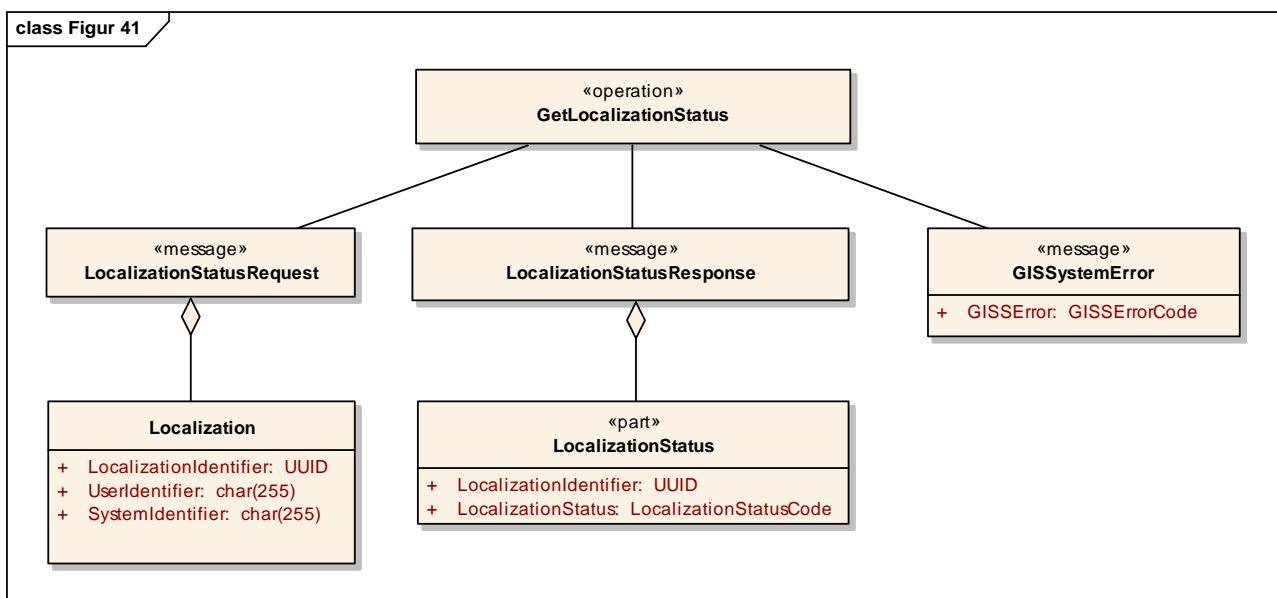 class Figur 41
«operation»
GetLocalizationStatus
«message»
LocalizationStatusRequest
«message»
LocalizationStatusResponse
«message»
GISSystemError
+ GISSError: GISSErrorCode
Localization
+ LocalizationIdentifier: UUID
+ UserIdentifier: char(255)
+ SystemIdentifier: char(255)
«part»
LocalizationStatus
+ LocalizationIdentifier: UUID
+ LocalizationStatus: LocalizationStatusCode